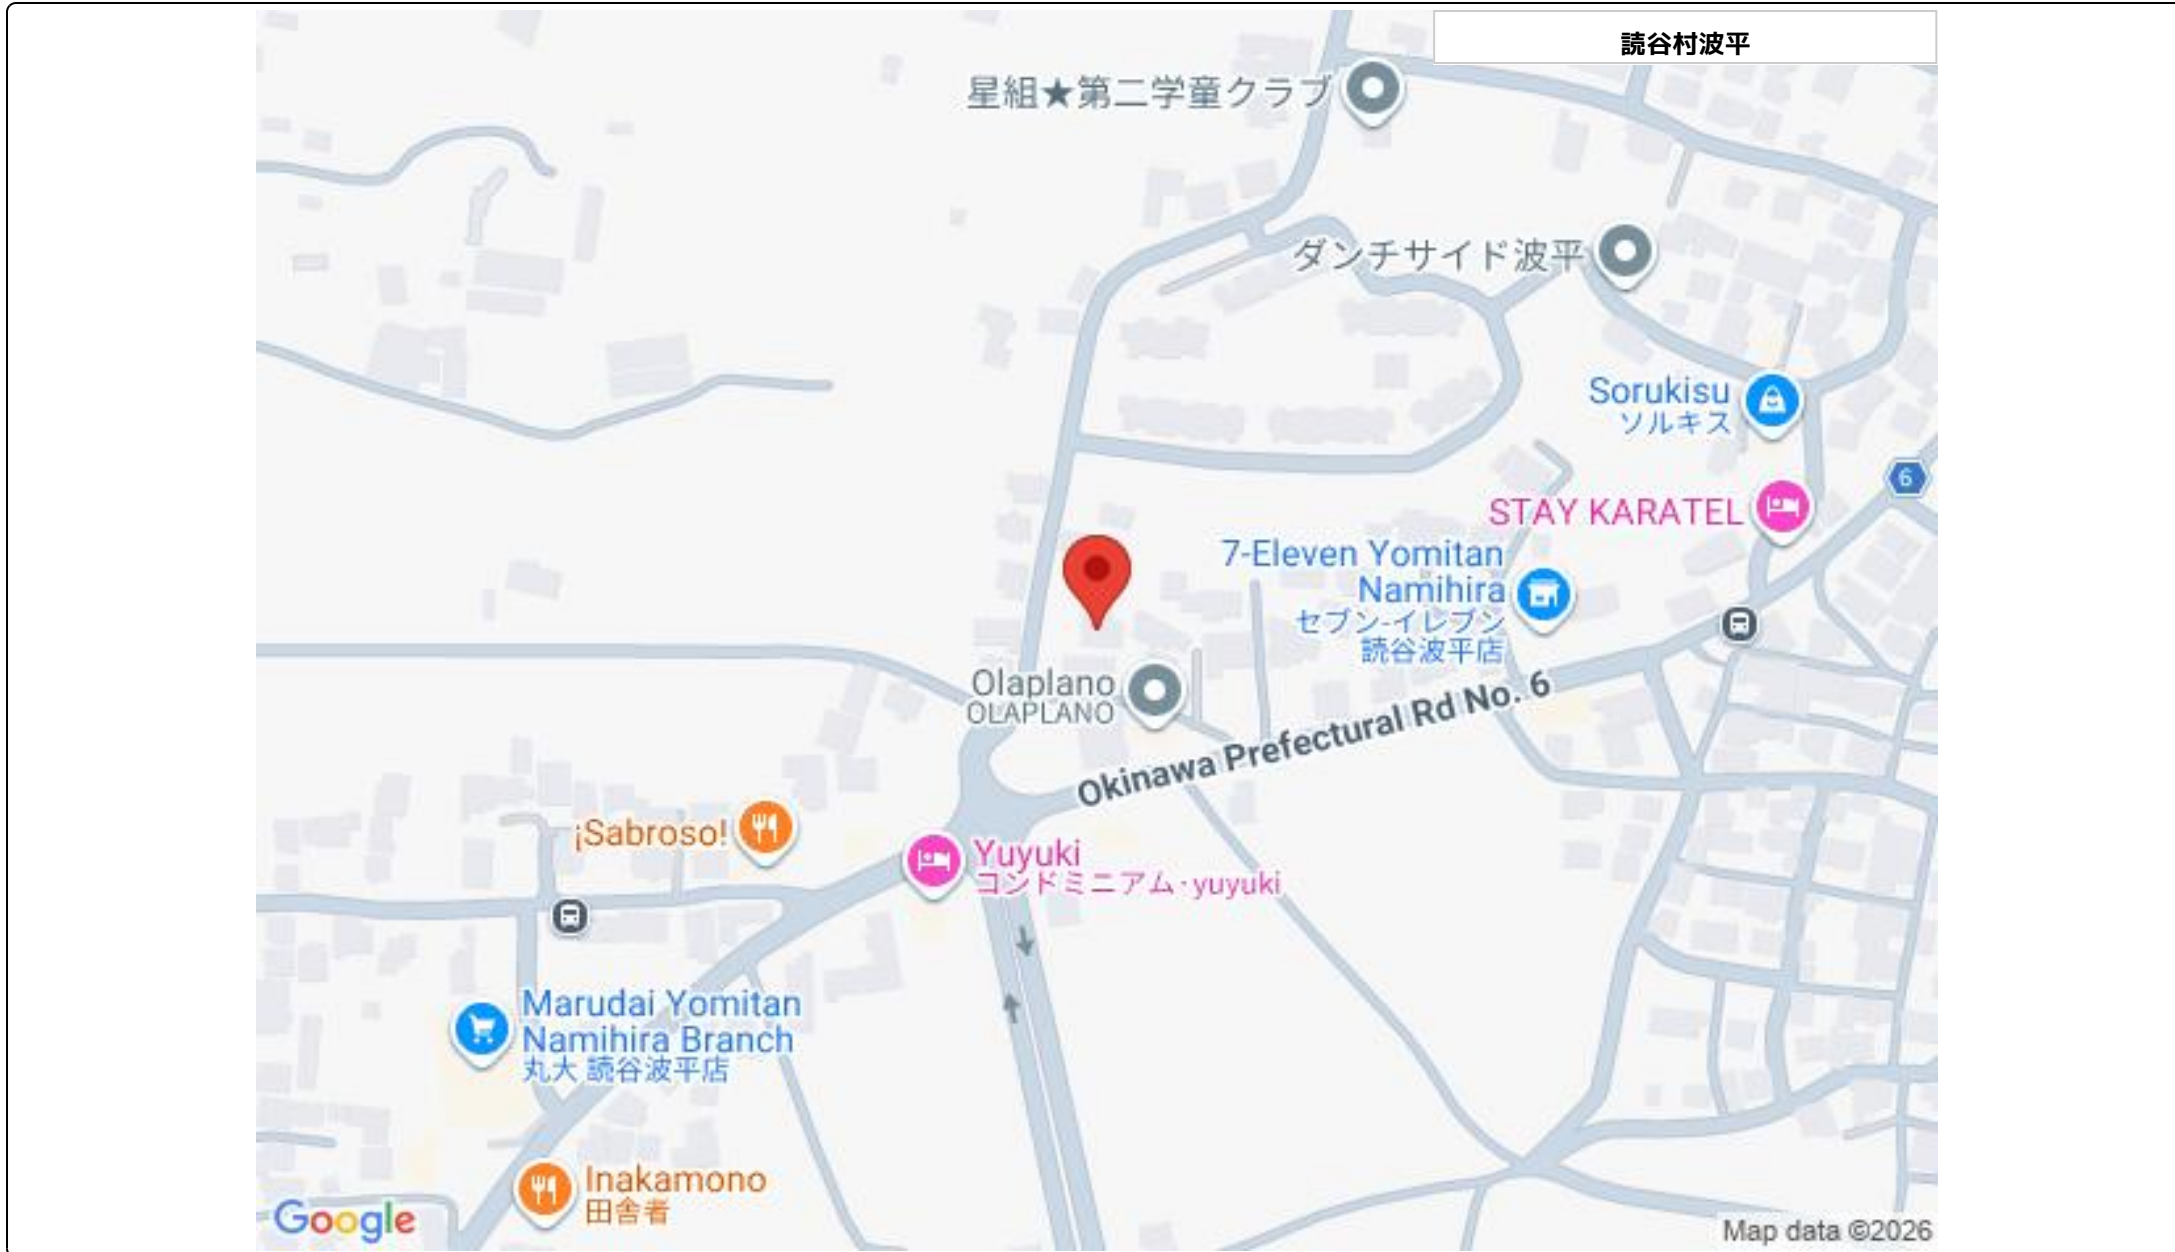 読谷村波平
星組★第二学童クラブ
ダンチサイド波平
Sorukisu
ソルキス
6
STAY KARATEL
7-Eleven Yomitan
Namihira
セブン-イレブン
読谷波平店
Olaplano
OLAPLANO
Okinawa Prefectural Rd No. 6
¡Sabroso!
Yuyuki
コンドミニアム·yuyuki
Marudai Yomitan
Namihira Branch
丸大 読谷波平店
Inakamono
田舎者
Google
Map data ©2026